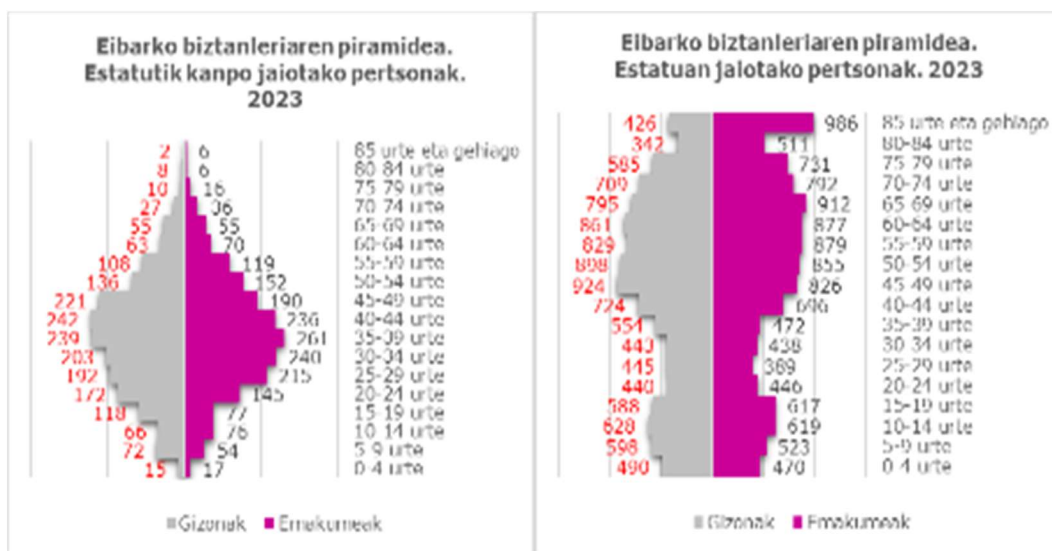 Eibarko biztanleriaren piramidea.
Estatutik kanpo jaiotako pertsonak.
2023
2 6 85 urte eta gehiago
8 6 80-84 urte
10 16 75-79 urte
27 36 70-74 urte
55 55 65-69 urte
63 70 60-64 urte
108 119 55-59 urte
136 152 50-54 urte
221 190 45-49 urte
242 236 40-44 urte
239 261 35-39 urte
203 240 30-34 urte
192 215 25-29 urte
172 145 20-24 urte
118 77 15-19 urte
66 76 10-14 urte
72 54 5-9 urte
15 17 0-4 urte
Gizonak Emakumeak
Eibarko biztanleriaren piramidea.
Estatuan jaiotako pertsonak. 2023
426 986 85 urte eta gehiago
342 511 80-84 urte
585 731 75-79 urte
709 792 70-74 urte
795 912 65-69 urte
861 877 60-64 urte
829 879 55-59 urte
898 855 50-54 urte
924 826 45-49 urte
724 696 40-44 urte
554 472 35-39 urte
443 438 30-34 urte
445 389 25-29 urte
440 446 20-24 urte
588 617 15-19 urte
628 619 10-14 urte
598 523 5-9 urte
490 470 0-4 urte
Gizonak Emakumeak